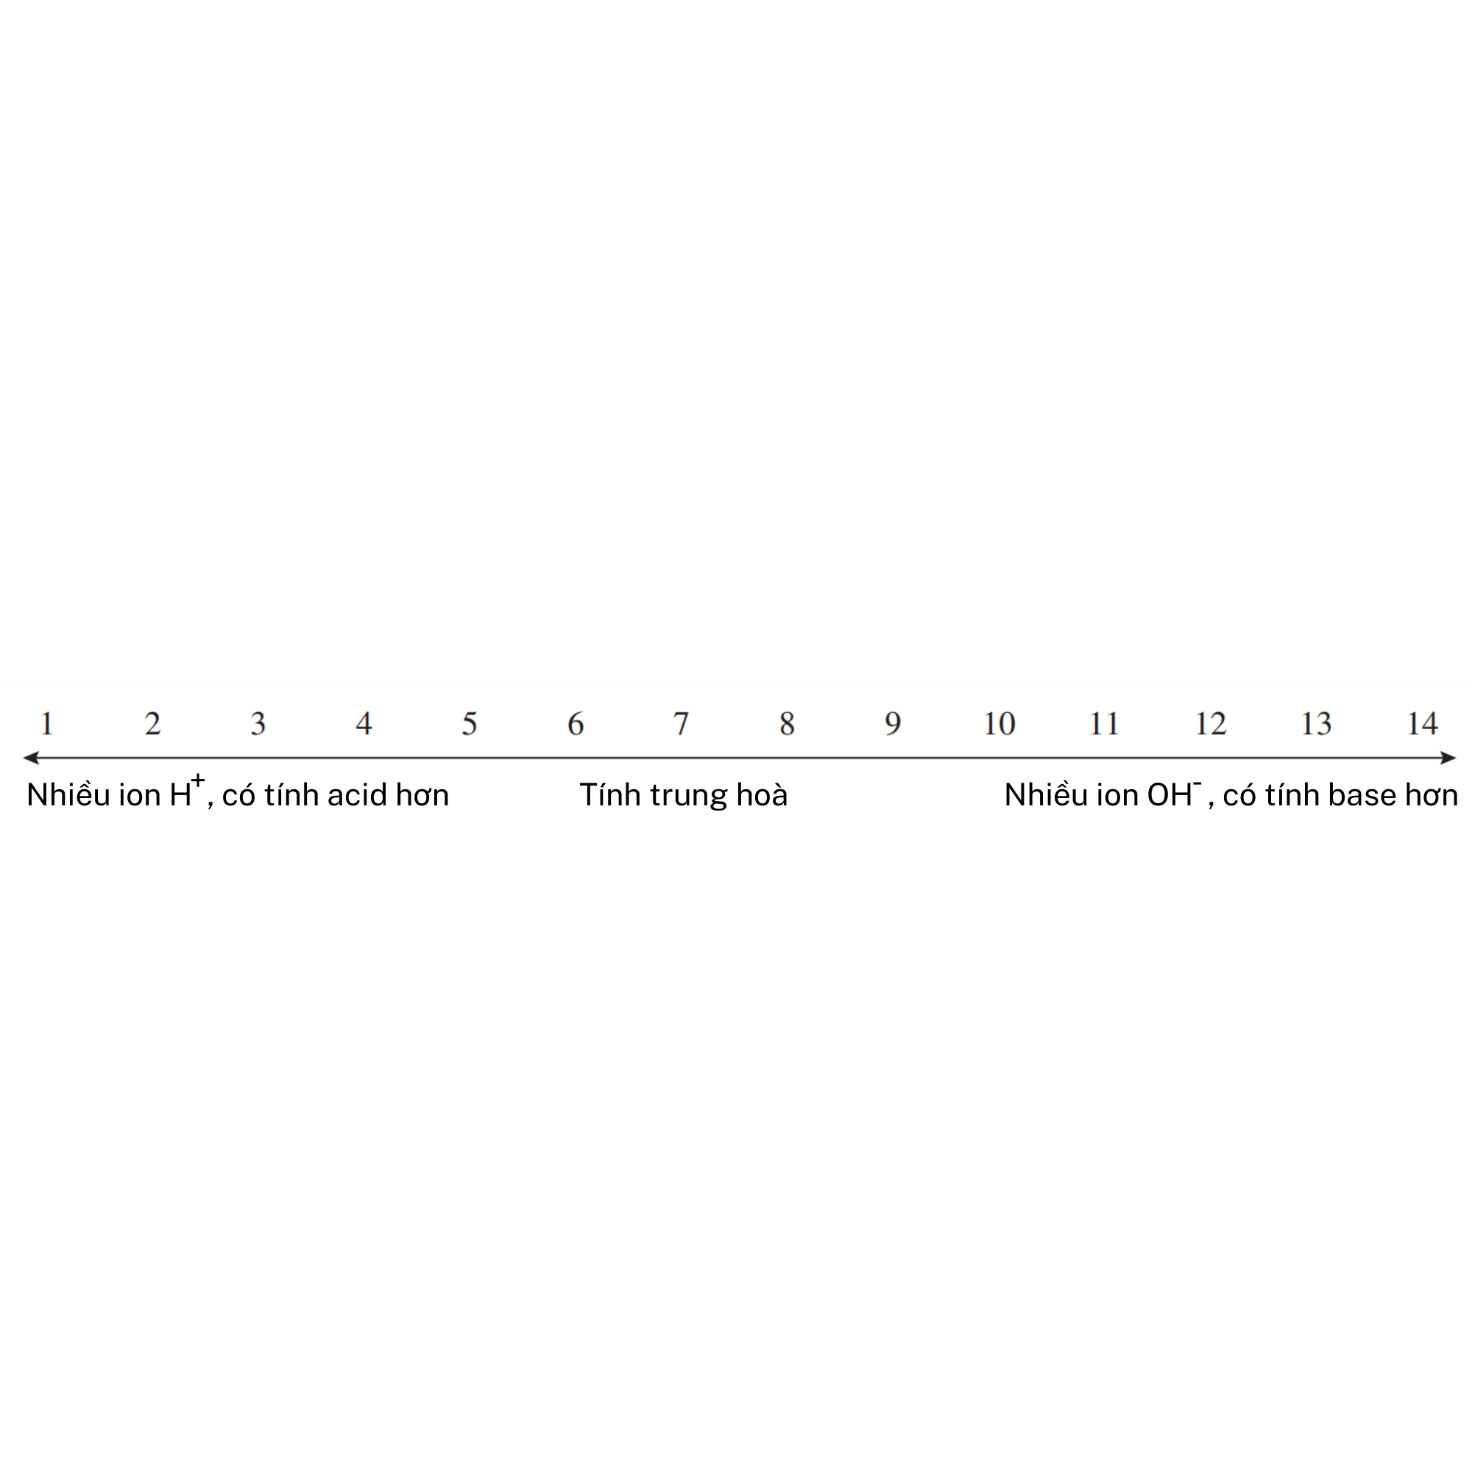 1 2 3 4 5 6 7 8 9 10 11 12 13 14
Nhiều ion H⁺, có tính acid hơn Tính trung hoà Nhiều ion OH⁻ , có tính base hơn